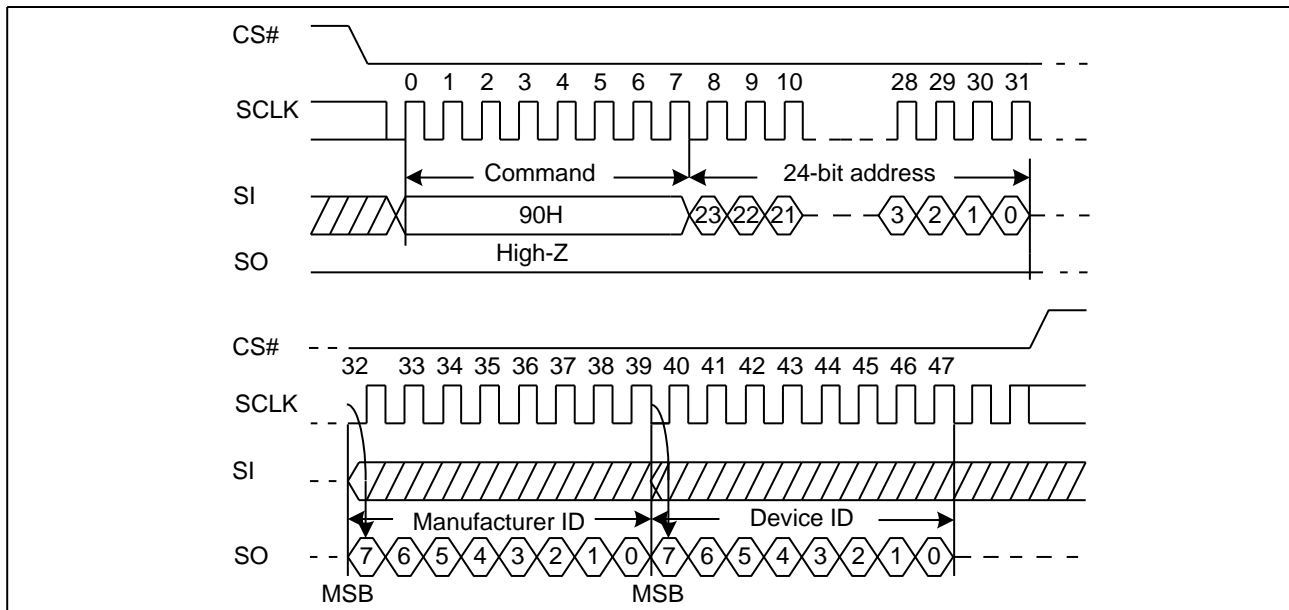 CS#
0 1 2 3 4 5 6 7 8 9 10 28 29 30 31
SCLK
Command 24-bit address
SI
90H 23 22 21 3 2 1 0
High-Z
SO
CS#
32 33 34 35 36 37 38 39 40 41 42 43 44 45 46 47
SCLK
SI
Manufacturer ID Device ID
SO 7 6 5 4 3 2 1 0 7 6 5 4 3 2 1 0
MSB MSB